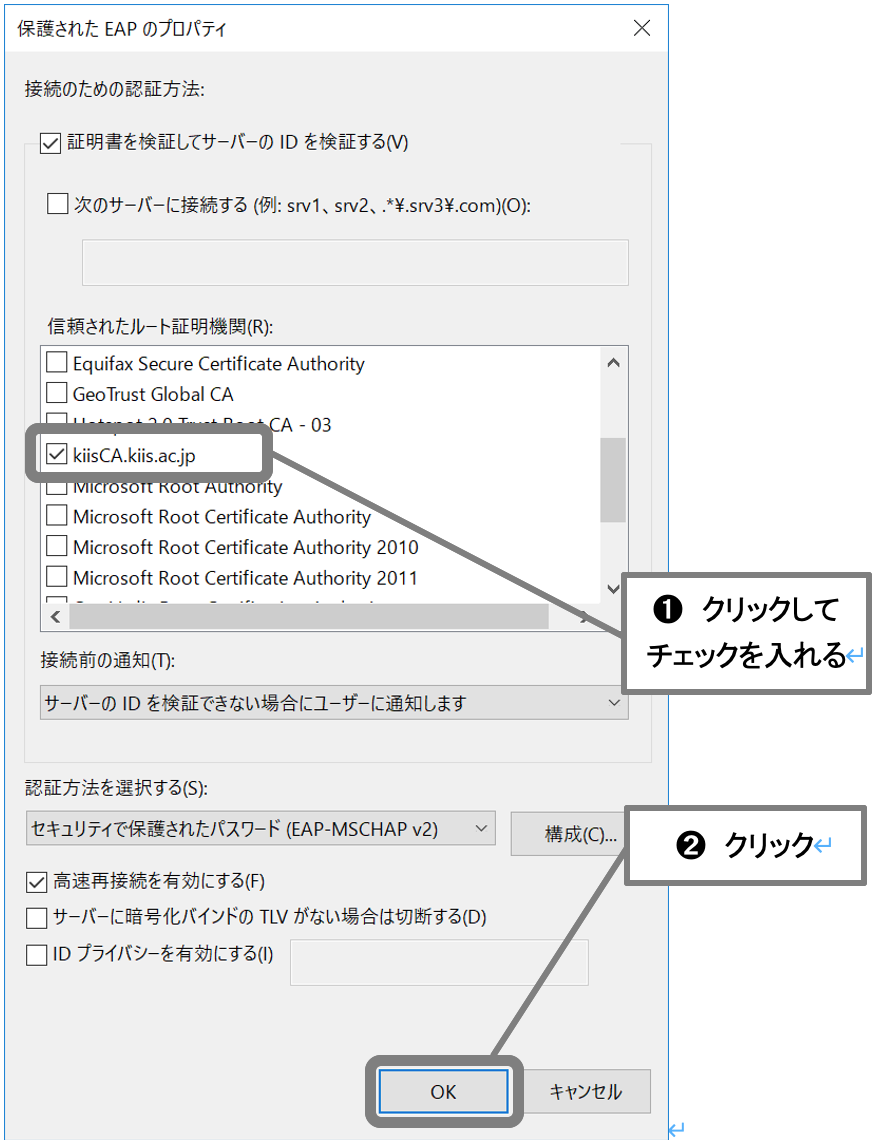 保護された EAP のプロパティ
接続のための認証方法:
証明書を検証してサーバーの ID を検証する(V)
次のサーバーに接続する (例: srv1、srv2、.*¥.srv3¥.com)(O):
信頼されたルート証明機関(R):
Equifax Secure Certificate Authority
GeoTrust Global CA
Hotspot 2.0 Trust Root CA - 03
kiisCA.kiis.ac.jp
Microsoft Root Authority
Microsoft Root Certificate Authority
Microsoft Root Certificate Authority 2010
Microsoft Root Certificate Authority 2011
❶ クリックして
チェックを入れる
接続前の通知(T):
サーバーの ID を検証できない場合にユーザーに通知します
認証方法を選択する(S):
セキュリティで保護されたパスワード (EAP-MSCHAP v2)
構成(C)...
❷ クリック
高速再接続を有効にする(F)
サーバーに暗号化バインドの TLV がない場合は切断する(D)
ID プライバシーを有効にする(I)
OK
キャンセル